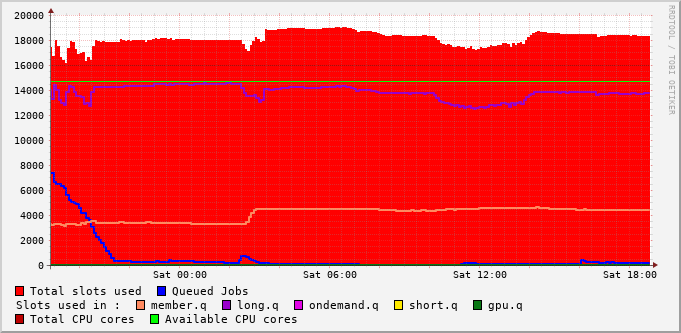 20000
18000
16000
14000
12000
10000
8000
6000
4000
2000
0
Sat 00:00 Sat 06:00 Sat 12:00 Sat 18:00
Total slots used Queued Jobs
Slots used in : member.q long.q ondemand.q short.q gpu.q
Total CPU cores Available CPU cores
RRDTOOL / TOBI OETIKER